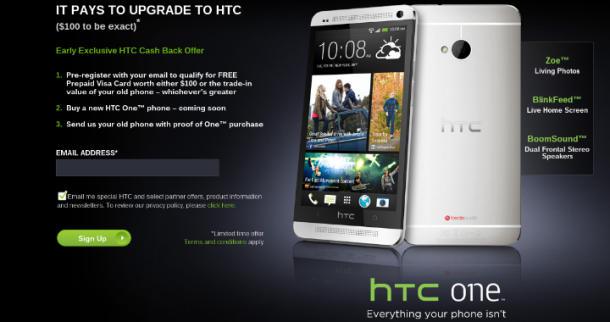 IT PAYS TO UPGRADE TO HTC
($100 to be exact)*
Early Exclusive HTC Cash Back Offer
1. Pre-register with your email to qualify for FREE
Prepaid Visa Card worth either $100 or the trade-in
value of your old phone – whichever's greater
2. Buy a new HTC One™ phone – coming soon
3. Send us your old phone with proof of One™ purchase
EMAIL ADDRESS*
Email me special HTC and select partner offers, product information
and newsletters. To review our privacy policy, please click here.
Sign Up
*Limited time offer
Terms and conditions apply
10:08
htc
htc
Zoe™
Living Photos
BlinkFeed™
Live Home Screen
BoomSound™
Dual Frontal Stereo
Speakers
htc one™
Everything your phone isn't